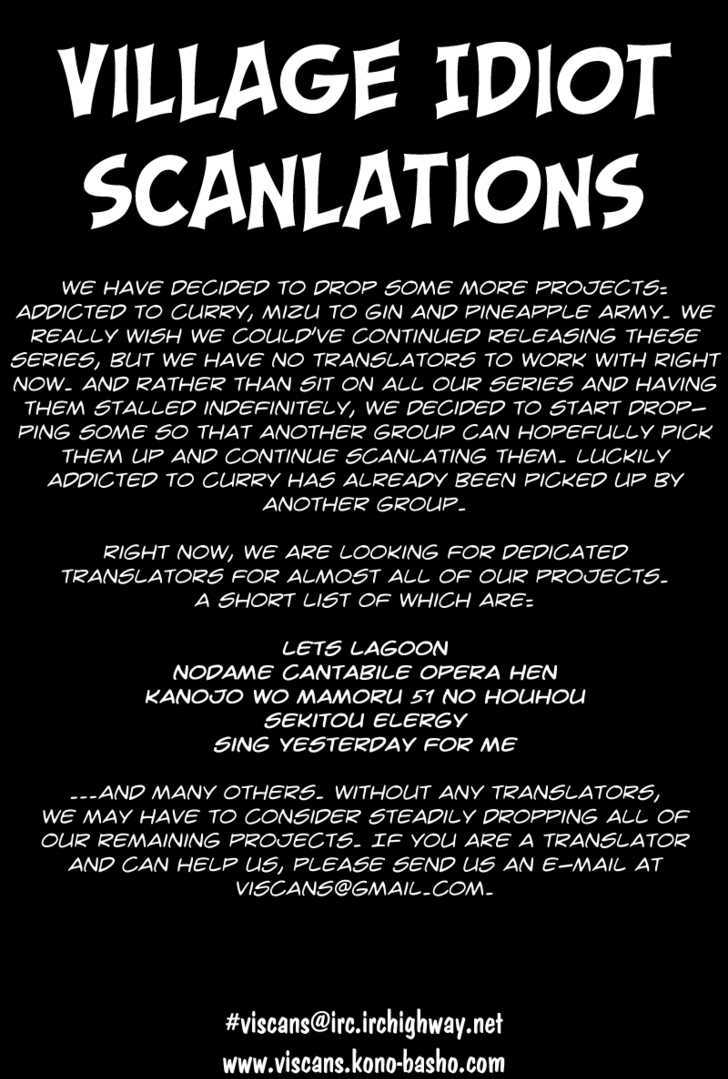 VILLAGE IDIOT
SCANLATIONS
WE HAVE DECIDED TO DROP SOME MORE PROJECTS:
ADDICTED TO CURRY, MIZU TO GIN AND PINEAPPLE ARMY. WE
REALLY WISH WE COULD'VE CONTINUED RELEASING THESE
SERIES, BUT WE HAVE NO TRANSLATORS TO WORK WITH RIGHT
NOW. AND RATHER THAN SIT ON ALL OUR SERIES AND HAVING
THEM STALLED INDEFINITELY, WE DECIDED TO START DROP-
PING SOME SO THAT ANOTHER GROUP CAN HOPEFULLY PICK
THEM UP AND CONTINUE SCANLATING THEM. LUCKILY
ADDICTED TO CURRY HAS ALREADY BEEN PICKED UP BY
ANOTHER GROUP.
RIGHT NOW, WE ARE LOOKING FOR DEDICATED
TRANSLATORS FOR ALMOST ALL OF OUR PROJECTS.
A SHORT LIST OF WHICH ARE:
LETS LAGOON
NODAME CANTABILE OPERA HEN
KANOJO WO MAMORU 51 NO HOUHOU
SEKITOU ELERGY
SING YESTERDAY FOR ME
...AND MANY OTHERS. WITHOUT ANY TRANSLATORS,
WE MAY HAVE TO CONSIDER STEADILY DROPPING ALL OF
OUR REMAINING PROJECTS. IF YOU ARE A TRANSLATOR
AND CAN HELP US, PLEASE SEND US AN E-MAIL AT
VISCANS@GMAIL.COM.
#viscans@irc.irchighway.net
www.viscans.kono-basho.com